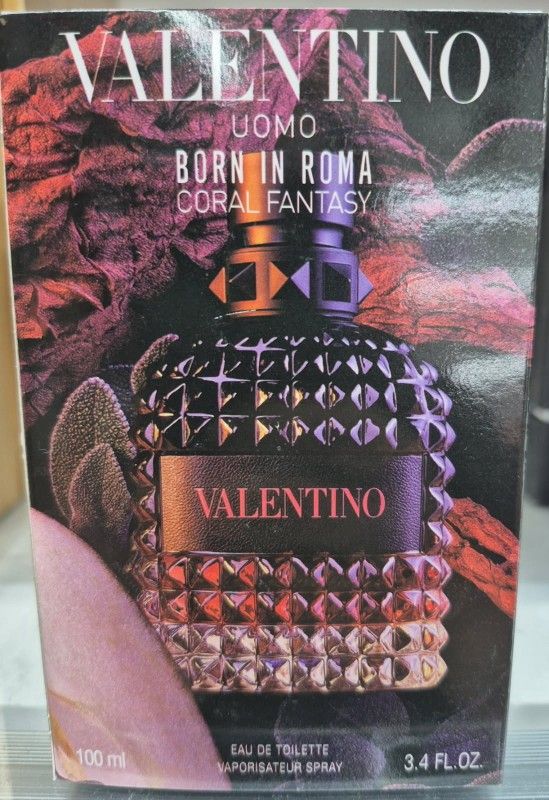 VALENTINO
UOMO
BORN IN ROMA
CORAL FANTASY
VALENTINO
100 ml
EAU DE TOILETTE
VAPORISATEUR SPRAY
3.4 FL.OZ.